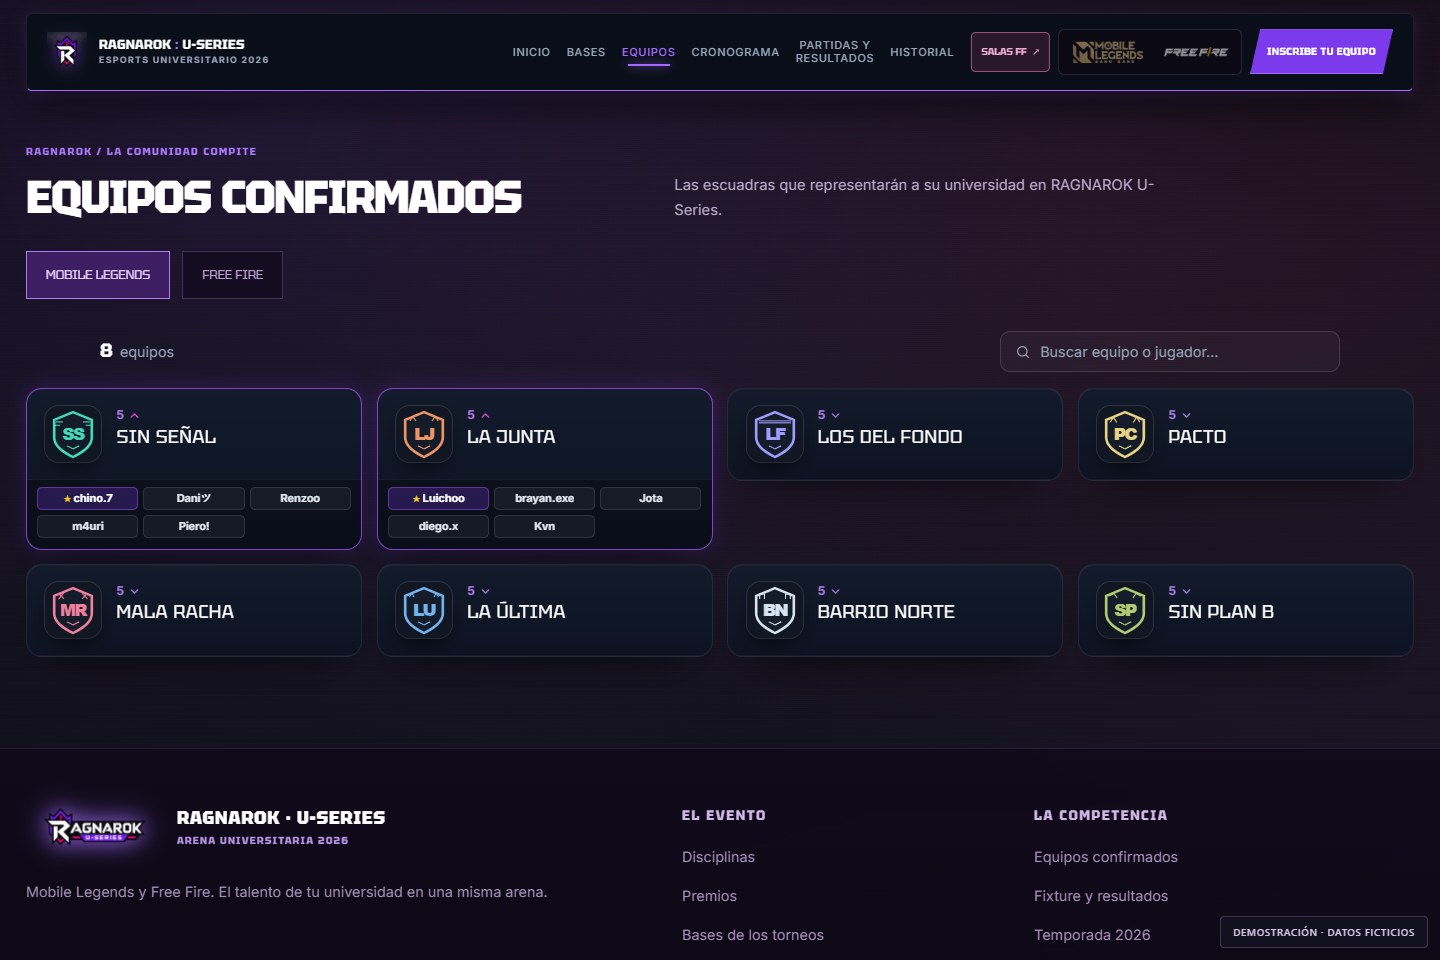 RAGNAROK : U-SERIES
ESPORTS UNIVERSITARIO 2026
INICIO
BASES
EQUIPOS
CRONOGRAMA
PARTIDAS Y
RESULTADOS
HISTORIAL
SALAS FF ↗
MOBILE
LEGENDS
BANG BANG
FREE FIRE
INSCRIBE TU EQUIPO
RAGNAROK / LA COMUNIDAD COMPITE
EQUIPOS CONFIRMADOS
Las escuadras que representarán a su universidad en RAGNAROK U-
Series.
MOBILE LEGENDS
FREE FIRE
8 equipos
Buscar equipo o jugador...
SS
5
SIN SEÑAL
★ chino.7
Daniツ
Renzoo
m4uri
Piero!
LJ
5
LA JUNTA
★ Luichoo
brayan.exe
Jota
diego.x
Kvn
LF
5
LOS DEL FONDO
PC
5
PACTO
MR
5
MALA RACHA
LU
5
LA ÚLTIMA
BN
5
BARRIO NORTE
SP
5
SIN PLAN B
RAGNAROK
U-SERIES
RAGNAROK · U-SERIES
ARENA UNIVERSITARIA 2026
Mobile Legends y Free Fire. El talento de tu universidad en una misma arena.
EL EVENTO
Disciplinas
Premios
Bases de los torneos
LA COMPETENCIA
Equipos confirmados
Fixture y resultados
Temporada 2026
DEMOSTRACIÓN · DATOS FICTICIOS